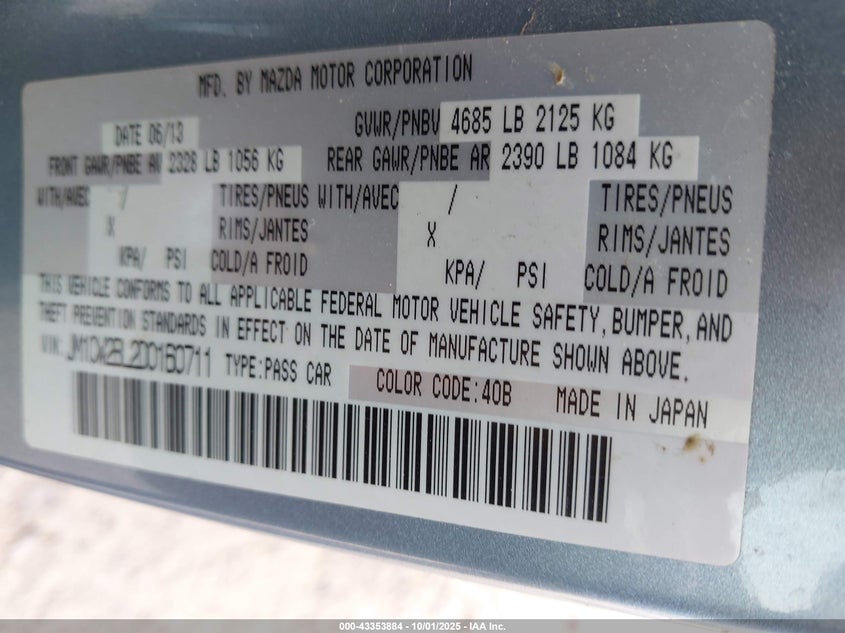 MFD. BY MAZDA MOTOR CORPORATION
DATE 06/13 GVWR/PNBV 4685 LB 2125 KG
FRONT GAWR/PNBE AV 2328 LB 1056 KG REAR GAWR/PNBE AR 2390 LB 1084 KG
WITH/AVEC / TIRES/PNEUS WITH/AVEC / TIRES/PNEUS
X RIMS/JANTES X RIMS/JANTES
KPA/ PSI COLD/A FROID KPA/ PSI COLD/A FROID
THIS VEHICLE CONFORMS TO ALL APPLICABLE FEDERAL MOTOR VEHICLE SAFETY, BUMPER, AND
THEFT PREVENTION STANDARDS IN EFFECT ON THE DATE OF MANUFACTURE SHOWN ABOVE.
VIN: JM1CW2BL2D0160711 TYPE:PASS CAR COLOR CODE:40B MADE IN JAPAN
000-43353884 - 10/01/2025 - IAA Inc.